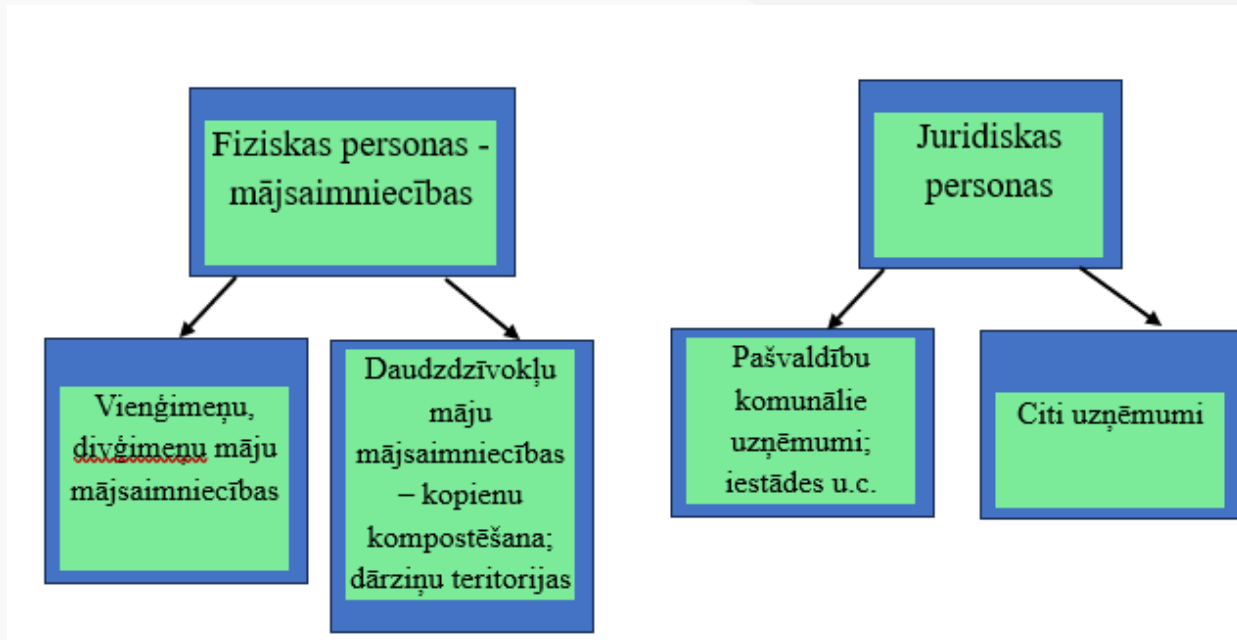 Fiziskas personas -
mājsaimniecības
Juridiskas
personas
Vienģimeņu,
divģimeņu māju
mājsaimniecības
Daudzdzīvokļu
māju
mājsaimniecības
– kopienu
kompostēšana;
dārziņu teritorijas
Pašvaldību
komunālie
uzņēmumi;
iestādes u.c.
Citi uzņēmumi